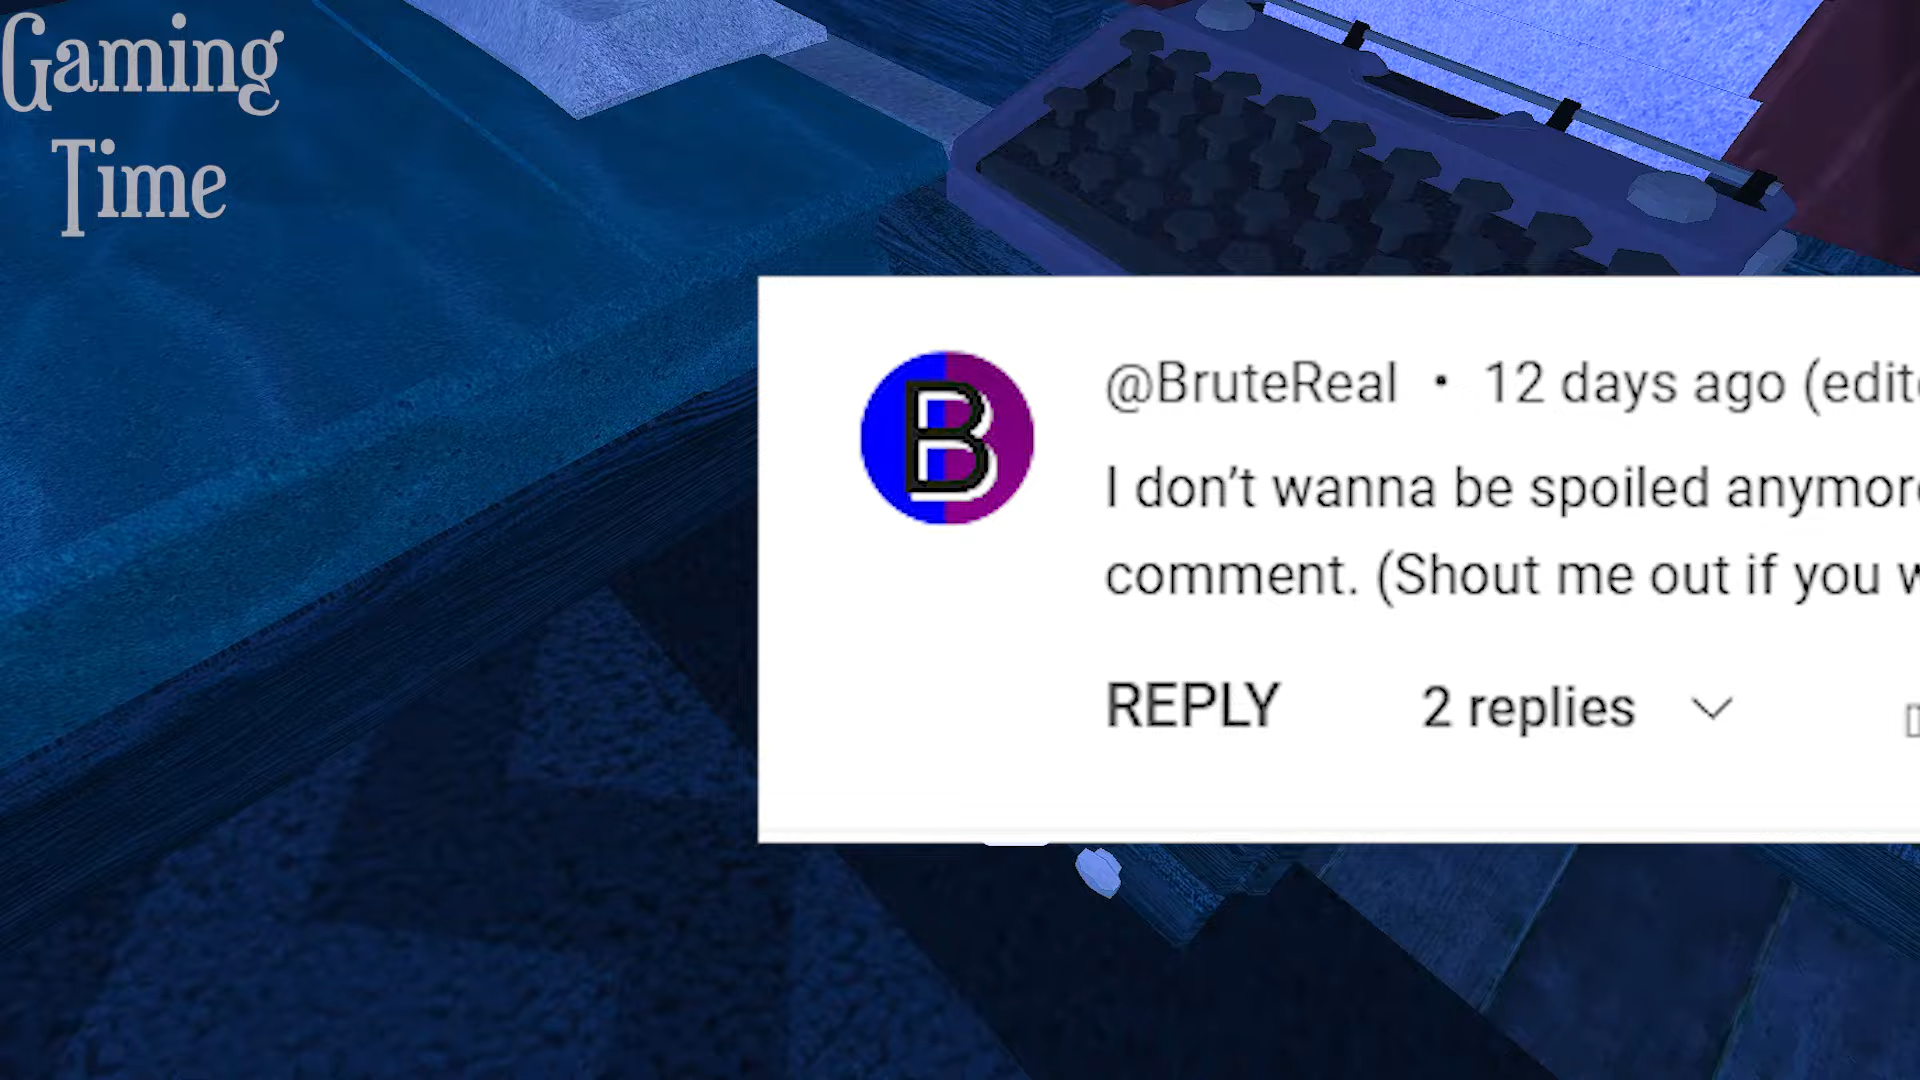 Gaming
Time
@BruteReal • 12 days ago
I don’t wanna be spoiled
comment. (Shout me out if you
REPLY 2 replies